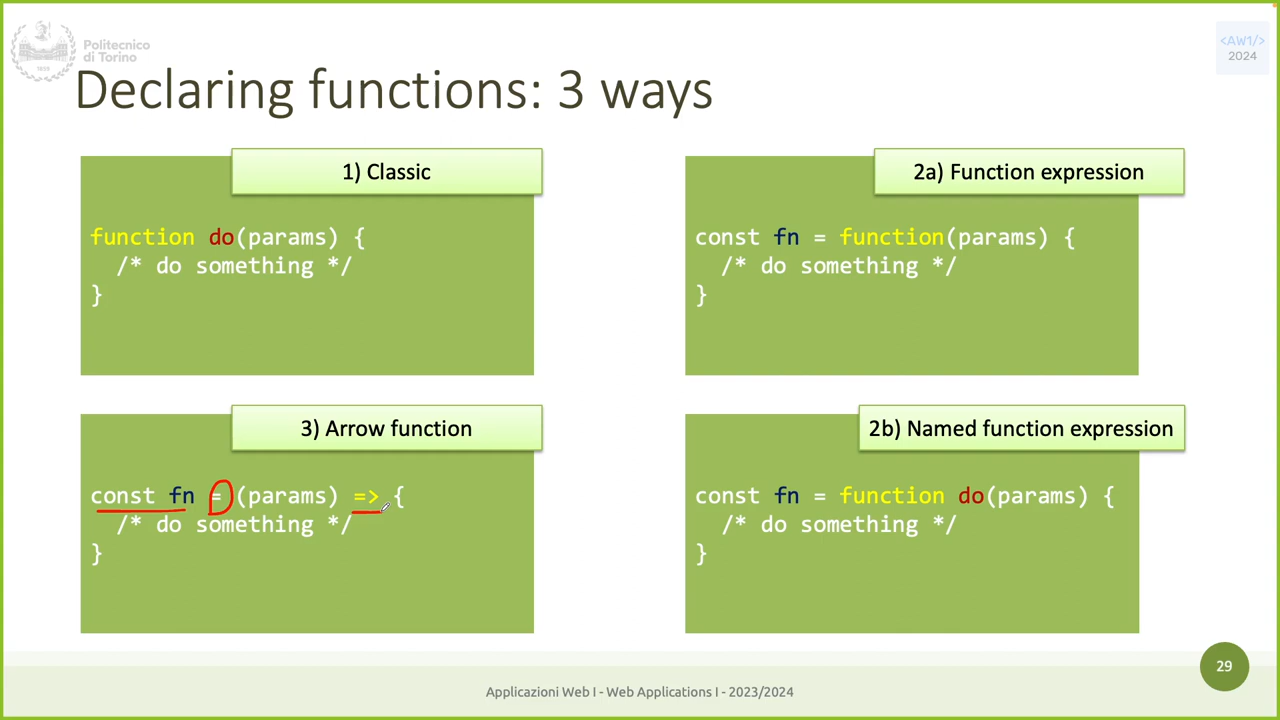 Politecnico
di Torino
1859
<AW1/>
2024
Declaring functions: 3 ways
1) Classic
function do(params) {
/* do something */
}
2a) Function expression
const fn = function(params) {
/* do something */
}
3) Arrow function
const fn = (params) => {
/* do something */
}
2b) Named function expression
const fn = function do(params) {
/* do something */
}
29
Applicazioni Web I - Web Applications I - 2023/2024